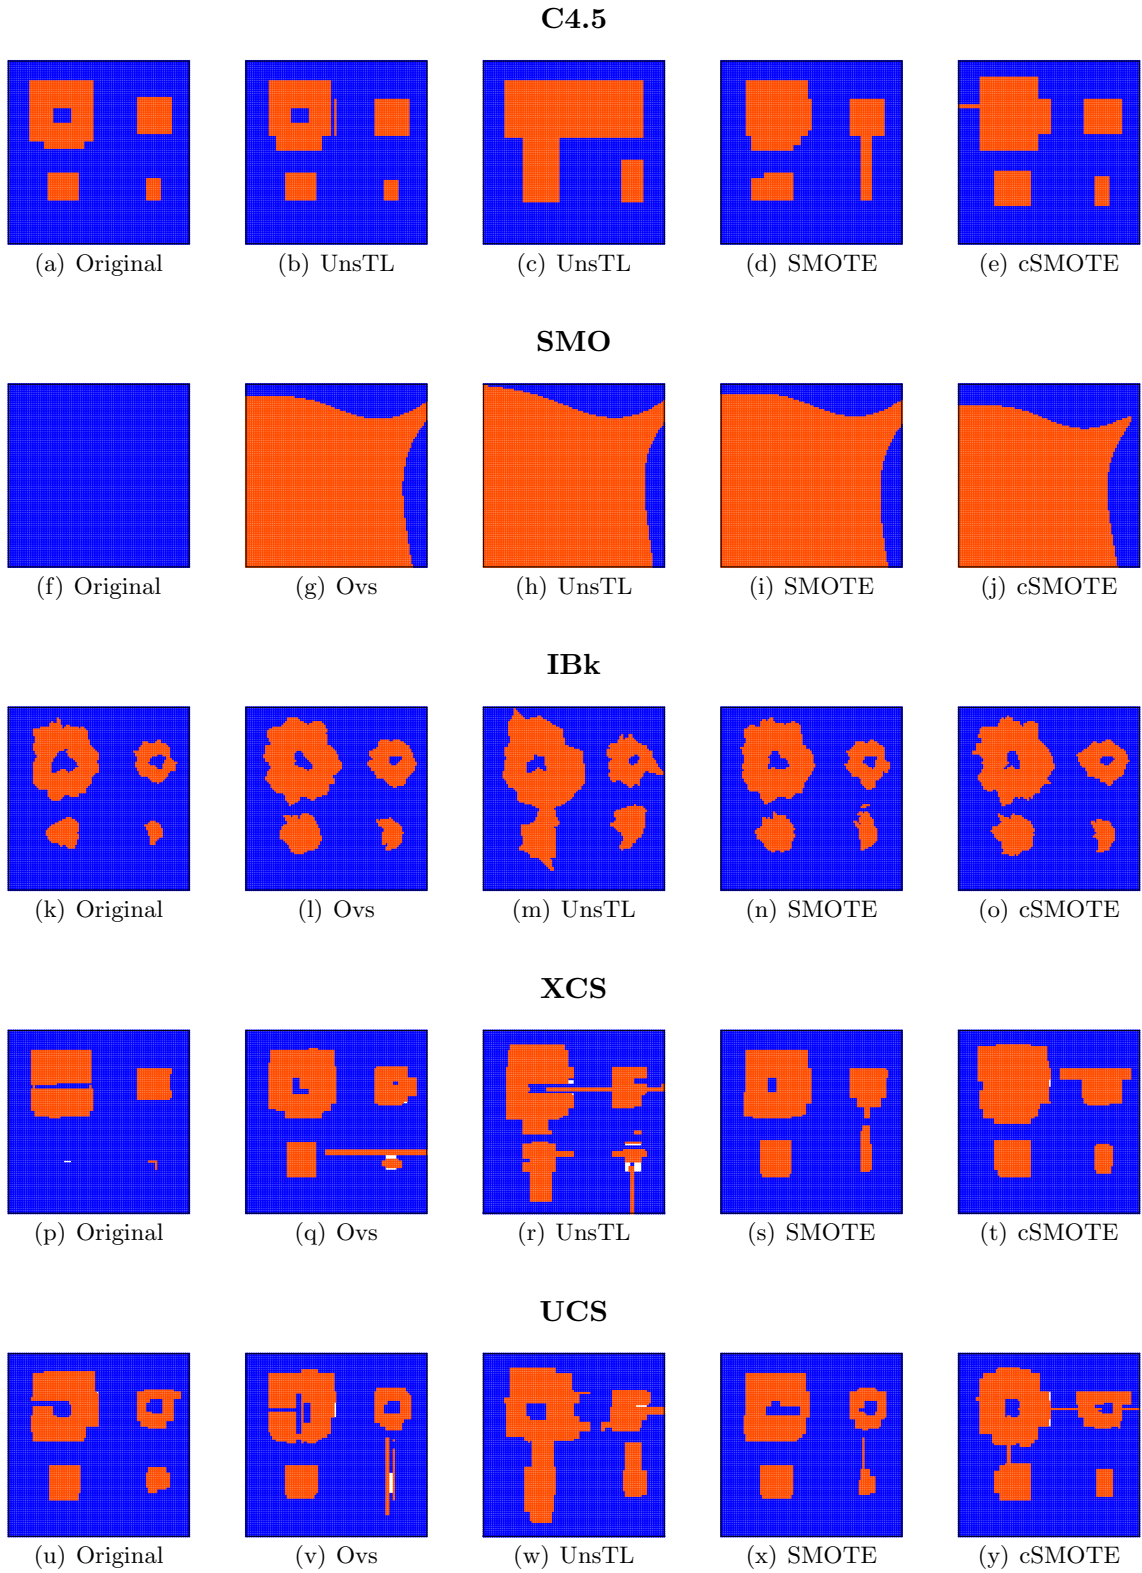 C4.5
(a) Original (b) UnsTL (c) UnsTL (d) SMOTE (e) cSMOTE
SMO
(f) Original (g) Ovs (h) UnsTL (i) SMOTE (j) cSMOTE
IBk
(k) Original (l) Ovs (m) UnsTL (n) SMOTE (o) cSMOTE
XCS
(p) Original (q) Ovs (r) UnsTL (s) SMOTE (t) cSMOTE
UCS
(u) Original (v) Ovs (w) UnsTL (x) SMOTE (y) cSMOTE